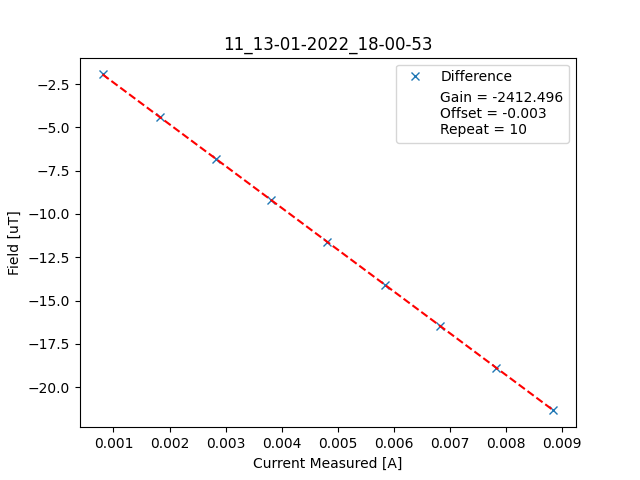 11_13-01-2022_18-00-53
Difference
Gain = -2412.496
Offset = -0.003
Repeat = 10
−2.5
−5.0
−7.5
−10.0
−12.5
−15.0
−17.5
−20.0
Field [uT]
0.001 0.002 0.003 0.004 0.005 0.006 0.007 0.008 0.009
Current Measured [A]